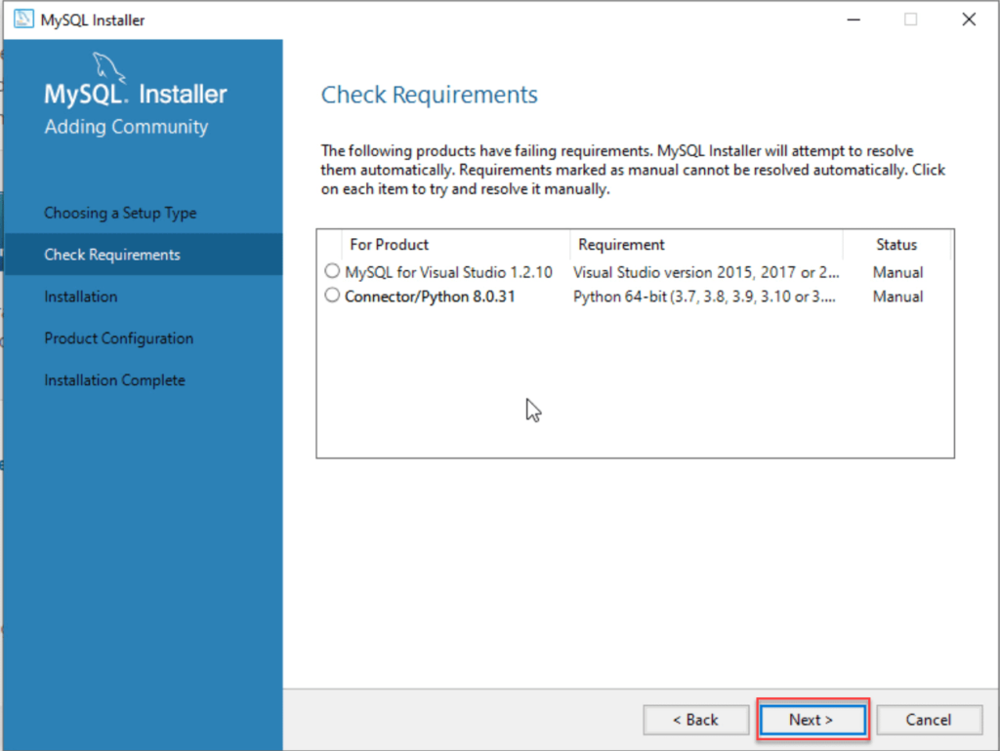 MySQL Installer
MySQL. Installer
Adding Community
Choosing a Setup Type
Check Requirements
Installation
Product Configuration
Installation Complete
Check Requirements
The following products have failing requirements. MySQL Installer will attempt to resolve
them automatically. Requirements marked as manual cannot be resolved automatically. Click
on each item to try and resolve it manually.
For Product Requirement Status
MySQL for Visual Studio 1.2.10 Visual Studio version 2015, 2017 or 2... Manual
Connector/Python 8.0.31 Python 64-bit (3.7, 3.8, 3.9, 3.10 or 3.... Manual
< Back Next > Cancel